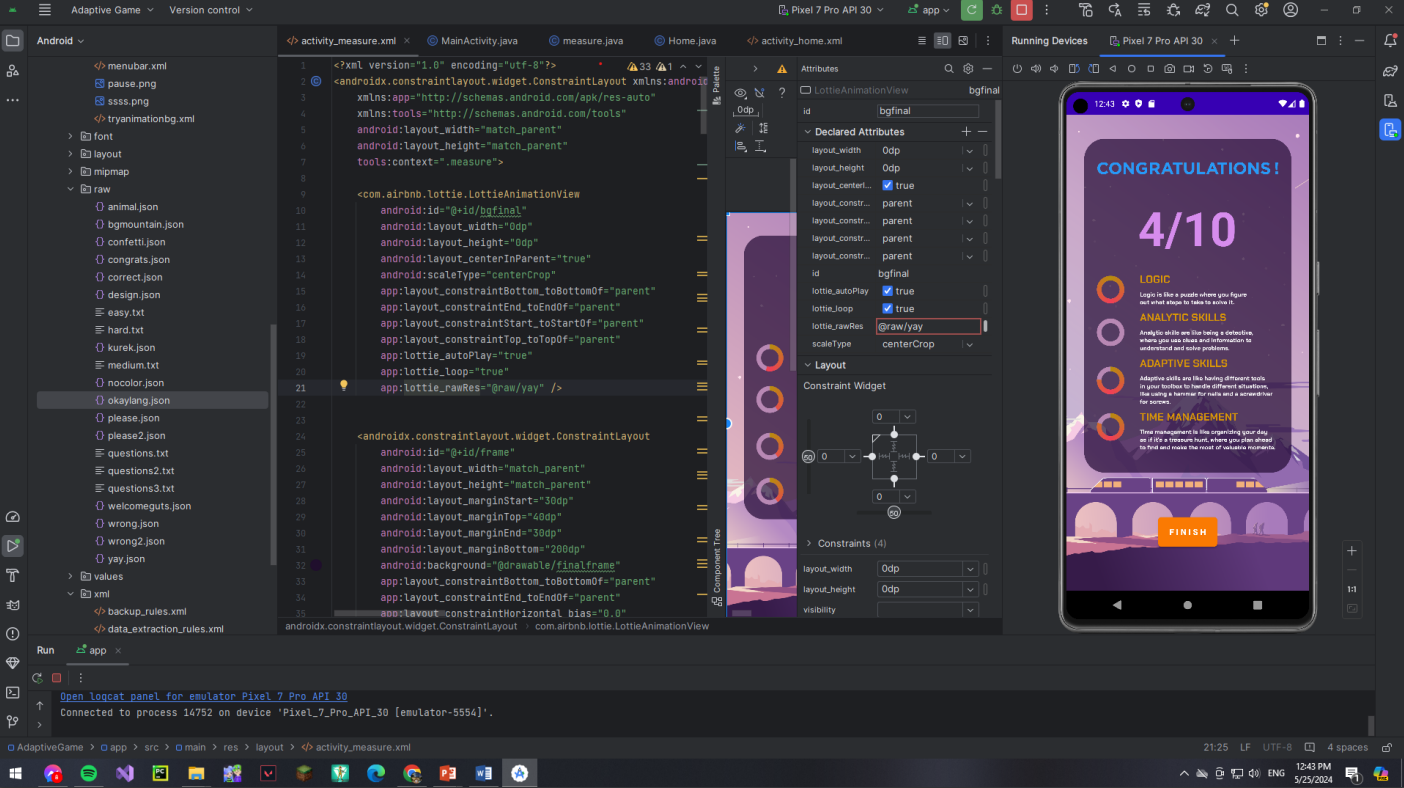 Adaptive Game
Version control
Pixel 7 Pro API 30
app
Android
activity_measure.xml
MainActivity.java
measure.java
Home.java
activity_home.xml
Running Devices
Pixel 7 Pro API 30
menubar.xml
pause.png
ssss.png
tryanimationbg.xml
font
layout
mipmap
raw
animal.json
bgmountain.json
confetti.json
congrats.json
correct.json
design.json
easy.txt
hard.txt
kurek.json
medium.txt
nocolor.json
okaylang.json
please.json
please2.json
questions.txt
questions2.txt
questions3.txt
welcomeguts.json
wrong.json
wrong2.json
yay.json
values
xml
backup_rules.xml
data_extraction_rules.xml
33 1
1 <?xml version="1.0" encoding="utf-8"?>
2 <androidx.constraintlayout.widget.ConstraintLayout xmlns:android
3 xmlns:app="http://schemas.android.com/apk/res-auto"
4 xmlns:tools="http://schemas.android.com/tools"
5 android:layout_width="match_parent"
6 android:layout_height="match_parent"
7 tools:context=".measure">
8
9 <com.airbnb.lottie.LottieAnimationView
10 android:id="@+id/bgfinal"
11 android:layout_width="0dp"
12 android:layout_height="0dp"
13 android:layout_centerInParent="true"
14 android:scaleType="centerCrop"
15 app:layout_constraintBottom_toBottomOf="parent"
16 app:layout_constraintEnd_toEndOf="parent"
17 app:layout_constraintStart_toStartOf="parent"
18 app:layout_constraintTop_toTopOf="parent"
19 app:lottie_autoPlay="true"
20 app:lottie_loop="true"
21 app:lottie_rawRes="@raw/yay" />
22
23
24 <androidx.constraintlayout.widget.ConstraintLayout
25 android:id="@+id/frame"
26 android:layout_width="match_parent"
27 android:layout_height="match_parent"
28 android:layout_marginStart="30dp"
29 android:layout_marginTop="40dp"
30 android:layout_marginEnd="30dp"
31 android:layout_marginBottom="200dp"
32 android:background="@drawable/finalframe"
33 app:layout_constraintBottom_toBottomOf="parent"
34 app:layout_constraintEnd_toEndOf="parent"
35 app:layout_constraintHorizontal_bias="0.0"
androidx.constraintlayout.widget.ConstraintLayout
com.airbnb.lottie.LottieAnimationView
Palette
Component Tree
0dp
Attributes
LottieAnimationView
bgfinal
id
bgfinal
Declared Attributes
layout_width 0dp
layout_height 0dp
layout_centerI... true
layout_constr... parent
layout_constr... parent
layout_constr... parent
layout_constr... parent
id bgfinal
lottie_autoPlay true
lottie_loop true
lottie_rawRes @raw/yay
scaleType centerCrop
Layout
Constraint Widget
0
50 0 0
0
50
Constraints (4)
layout_width 0dp
layout_height 0dp
visibility
12:43
CONGRATULATIONS !
4/10
LOGIC
Logic is like a puzzle where you figure
out what steps to take to solve it.
ANALYTIC SKILLS
Analytic skills are like being a detective,
where you use clues and information to
understand and solve problems.
ADAPTIVE SKILLS
Adaptive skills are like having different tools
in your toolbox to handle different situations,
like using a hammer for nails and a screwdriver
for screws.
TIME MANAGEMENT
Time management is like organizing your day
as if it's a treasure hunt, where you plan ahead
to find and make the most of valuable moments.
FINISH
1:1
Run
app
Open logcat panel for emulator Pixel 7 Pro API 30
Connected to process 14752 on device 'Pixel_7_Pro_API_30 [emulator-5554]'.
AdaptiveGame > app > src > main > res > layout > activity_measure.xml
21:25 LF UTF-8 4 spaces
ENG
12:43 PM
5/25/2024
1